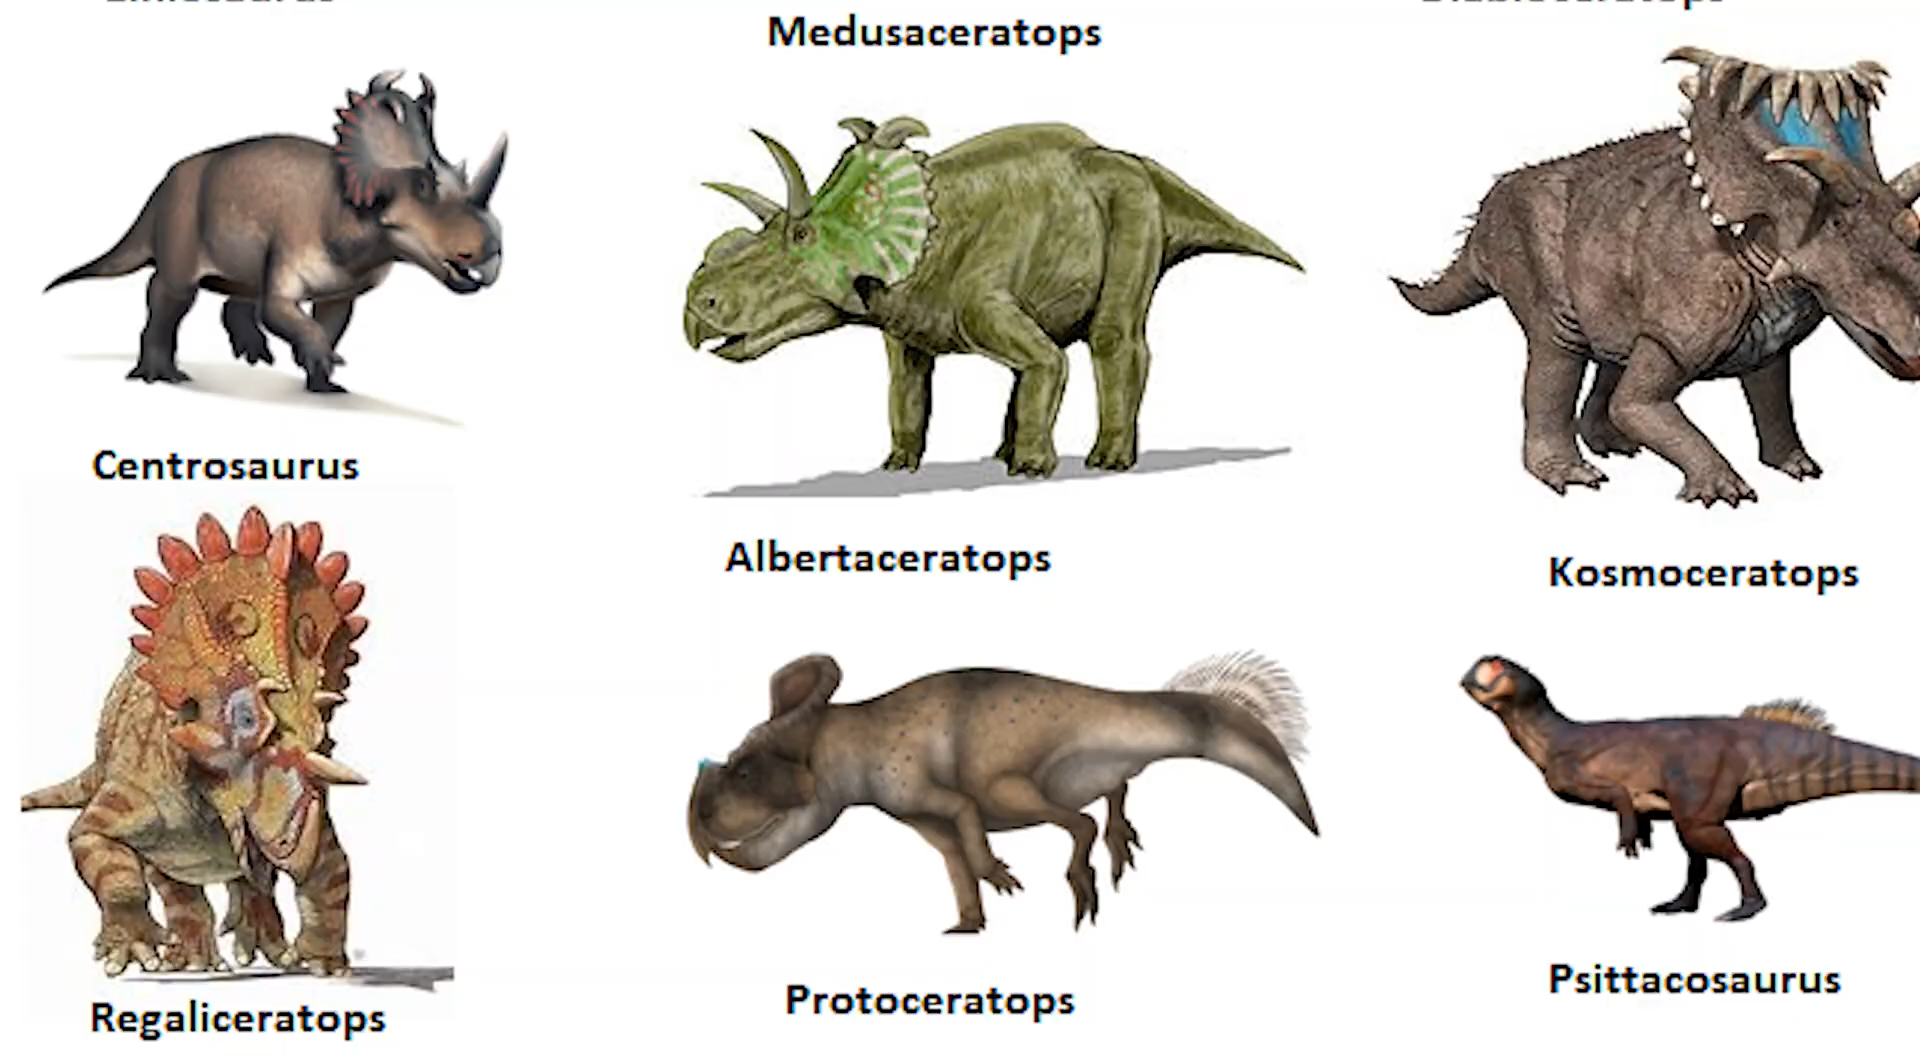 Medusaceratops
Centrosaurus
Albertaceratops
Kosmoceratops
Regaliceratops
Protoceratops
Psittacosaurus